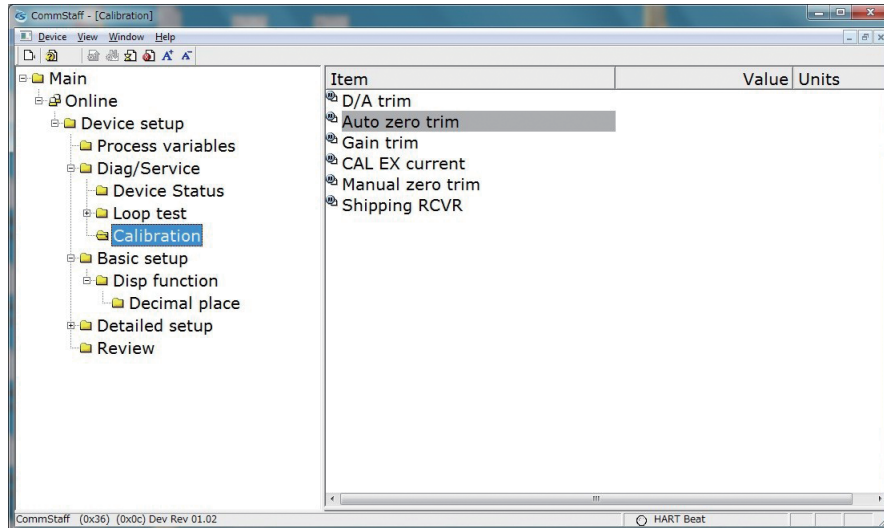 CommStaff - [Calibration]
Device View Window Help
Main
Online
Device setup
Process variables
Diag/Service
Device Status
Loop test
Calibration
Basic setup
Disp function
Decimal place
Detailed setup
Review
Item Value Units
D/A trim
Auto zero trim
Gain trim
CAL EX current
Manual zero trim
Shipping RCVR
CommStaff (0x36) (0x0c) Dev Rev 01.02 HART Beat